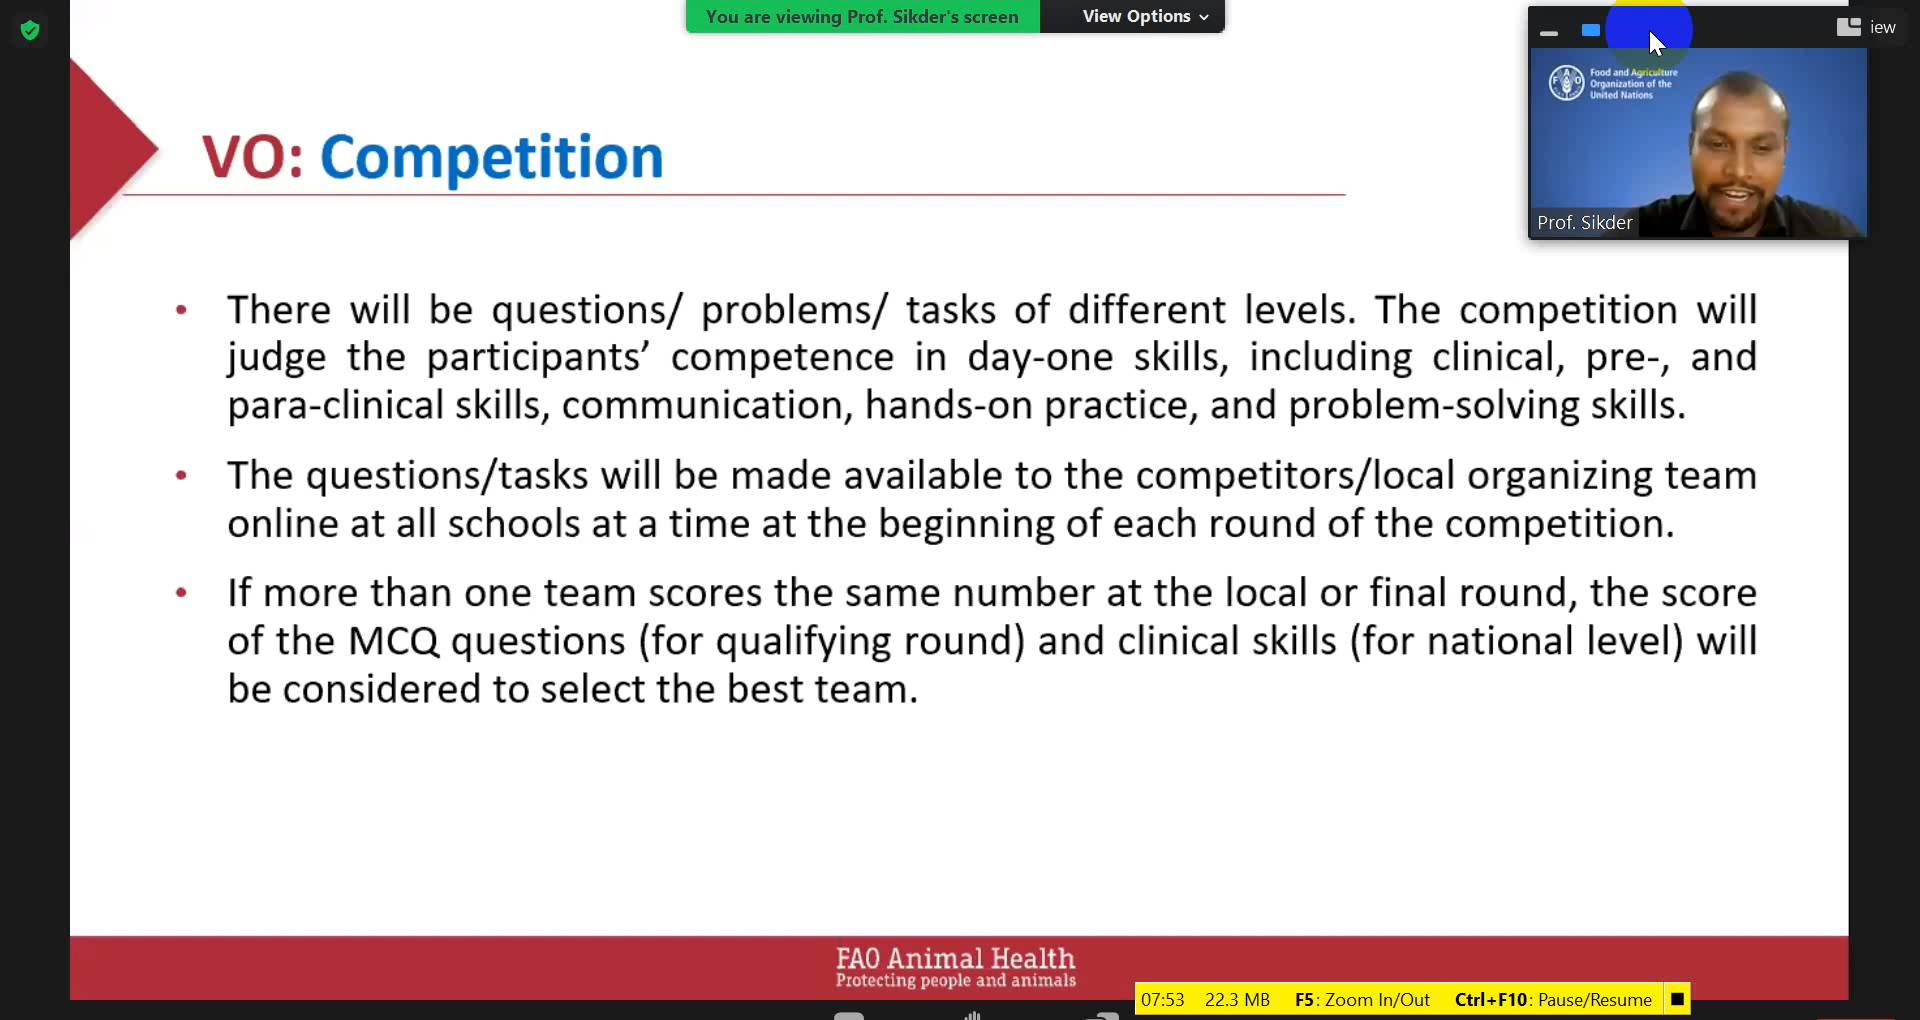 You are viewing Prof. Sikder's screen
View Options
iew
Food and Agriculture
Organization of the
United Nations
Prof. Sikder
VO: Competition
• There will be questions/ problems/ tasks of different levels. The competition will
judge the participants’ competence in day-one skills, including clinical, pre-, and
para-clinical skills, communication, hands-on practice, and problem-solving skills.
• The questions/tasks will be made available to the competitors/local organizing team
online at all schools at a time at the beginning of each round of the competition.
• If more than one team scores the same number at the local or final round, the score
of the MCQ questions (for qualifying round) and clinical skills (for national level) will
be considered to select the best team.
FAO Animal Health
Protecting people and animals
07:53 22.3 MB F5: Zoom In/Out Ctrl+F10: Pause/Resume